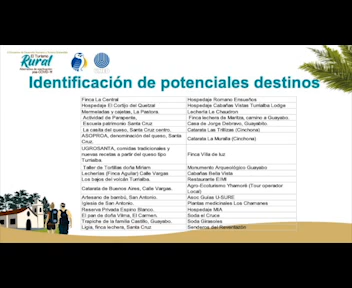 El Turismo
Rural
Identificación de potenciales destinos
Finca La Central
Hospedaje Romano Ensueños
Hospedaje El Cortijo del Quetzal
Hospedaje Cabañas Vistas Turrialba Lodge
Mermeladas y cajetas, La Pastora.
Lechería Le Chaudron
Actividad de Parapente,
Finca lechera de Maritza, camino a Guayabo.
Escuela patrimonio Santa Cruz
Casa de Jorge Debravo, Guayabo.
La casita del queso, Santa Cruz centro.
Catarata Las Trillizas (Cinchona)
ASOPROA, denominación del queso, Santa Cruz.
Catarata La Muralla (Cinchona)
UGROSANTA, comidas tradicionales y nuevas recetas a partir del queso tipo Turrialba
Finca Villa de luz
Taller de Tortillas doña Miriam
Monumento Arqueológico Guayabo.
Lecherías (Finca Aguilar) Calle Vargas.
Cabañas Bella Vista
Los bajos del volcán Turrialba.
Restaurante
Catarata de Buenos Aires, Calle Vargas.
Agro-Ecoturismo Yhamori (Tour operador Local)
Artesano de bambú, San Antonio.
Asoc Guías U-SURE
Iglesia de San Antonio.
Plantas medicinales Los Chamanes
Reserva Privada Espino Blanco.
Hospedaje MIA
El pan de doña Vilma, El Carmen.
Soda el Cruce
Trapiche de la familia Castillo, Guayabo.
Soda Girasoles
Ligia, finca lechera, Santa Cruz.
Senderos del